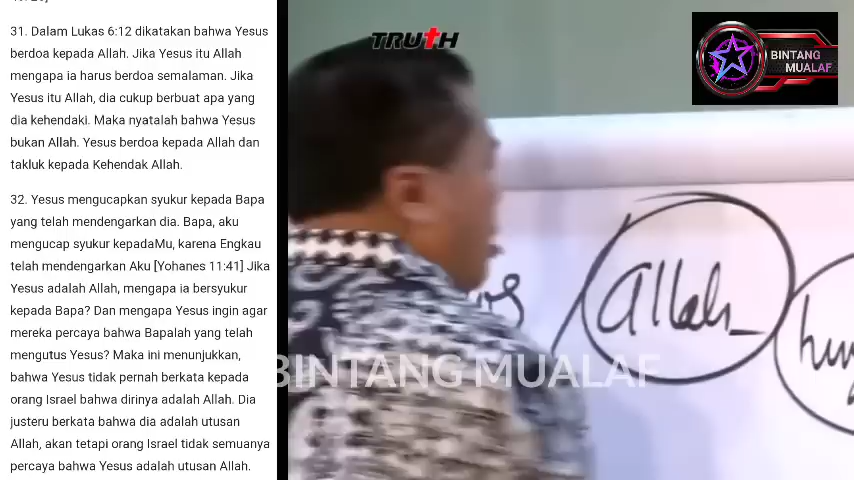 31. Dalam Lukas 6:12 dikatakan bahwa Yesus
berdoa kepada Allah. Jika Yesus itu Allah
mengapa ia harus berdoa semalaman. Jika
Yesus itu Allah, dia cukup berbuat apa yang
dia kehendaki. Maka nyatalah bahwa Yesus
bukan Allah. Yesus berdoa kepada Allah dan
takluk kepada Kehendak Allah.
32. Yesus mengucapkan syukur kepada Bapa
yang telah mendengarkan dia. Bapa, aku
mengucap syukur kepadaMu, karena Engkau
telah mendengarkan Aku [Yohanes 11:41] Jika
Yesus adalah Allah, mengapa ia bersyukur
kepada Bapa? Dan mengapa Yesus ingin agar
mereka percaya bahwa Bapalah yang telah
mengutus Yesus? Maka ini menunjukkan,
bahwa Yesus tidak pernah berkata kepada
orang Israel bahwa dirinya adalah Allah. Dia
justeru berkata bahwa dia adalah utusan
Allah, akan tetapi orang Israel tidak semuanya
percaya bahwa Yesus adalah utusan Allah.
TRUTH
BINTANG
MUALAF
Allah
BINTANG MUALAF